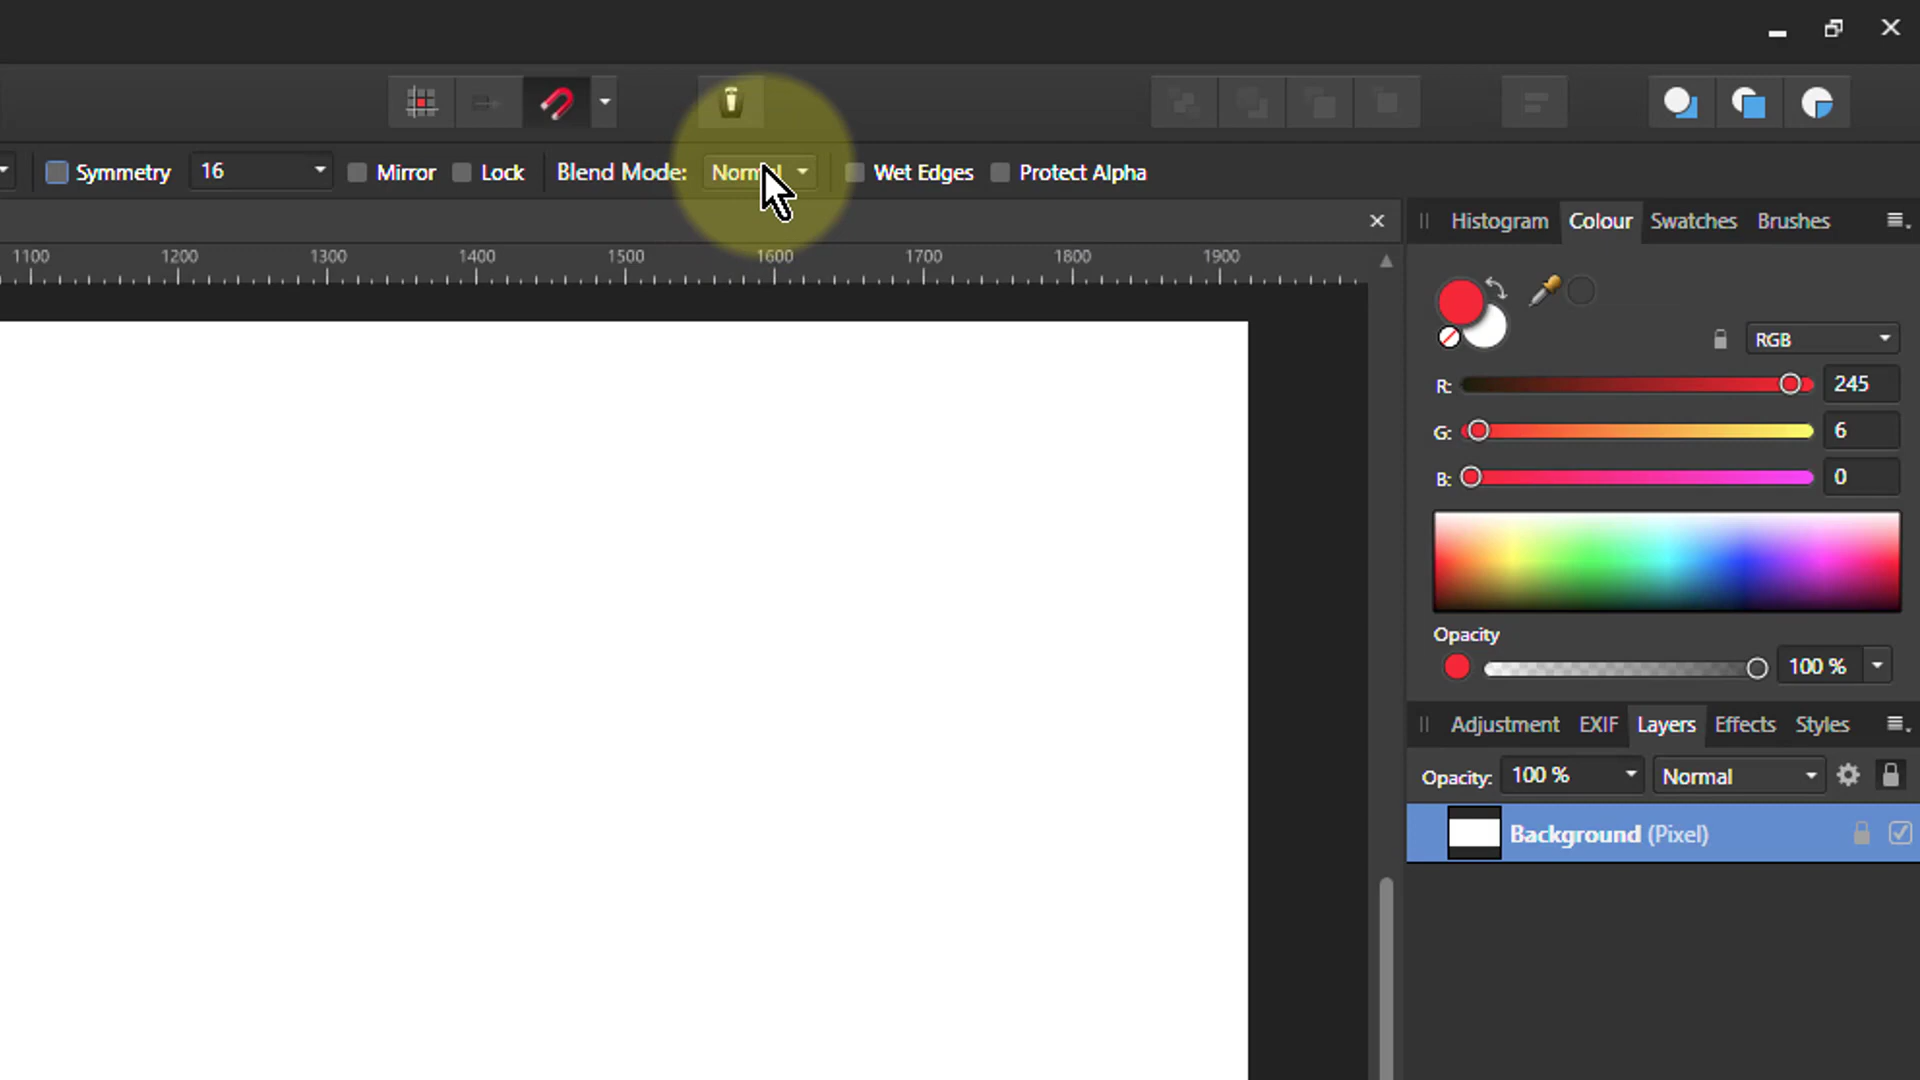 Symmetry 16 Mirror Lock Blend Mode: Normal Wet Edges Protect Alpha
Histogram Colour Swatches Brushes
1100 1200 1300 1400 1500 1600 1700 1800 1900
RGB
R: 245
G: 6
B: 0
Opacity
100 %
Adjustment EXIF Layers Effects Styles
Opacity: 100 % Normal
Background (Pixel)